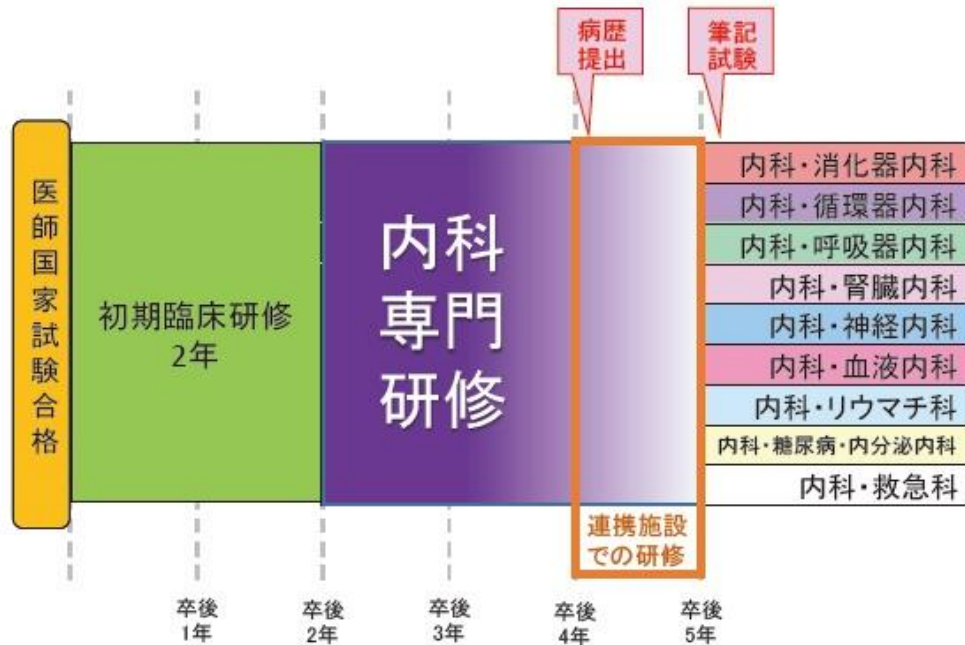 病歴
提出
筆記
試験
医師国家試験合格
初期臨床研修
2年
内科
専門
研修
内科・消化器内科
内科・循環器内科
内科・呼吸器内科
内科・腎臓内科
内科・神経内科
内科・血液内科
内科・リウマチ科
内科・糖尿病・内分泌内科
内科・救急科
連携施設
での研修
卒後
1年
卒後
2年
卒後
3年
卒後
4年
卒後
5年